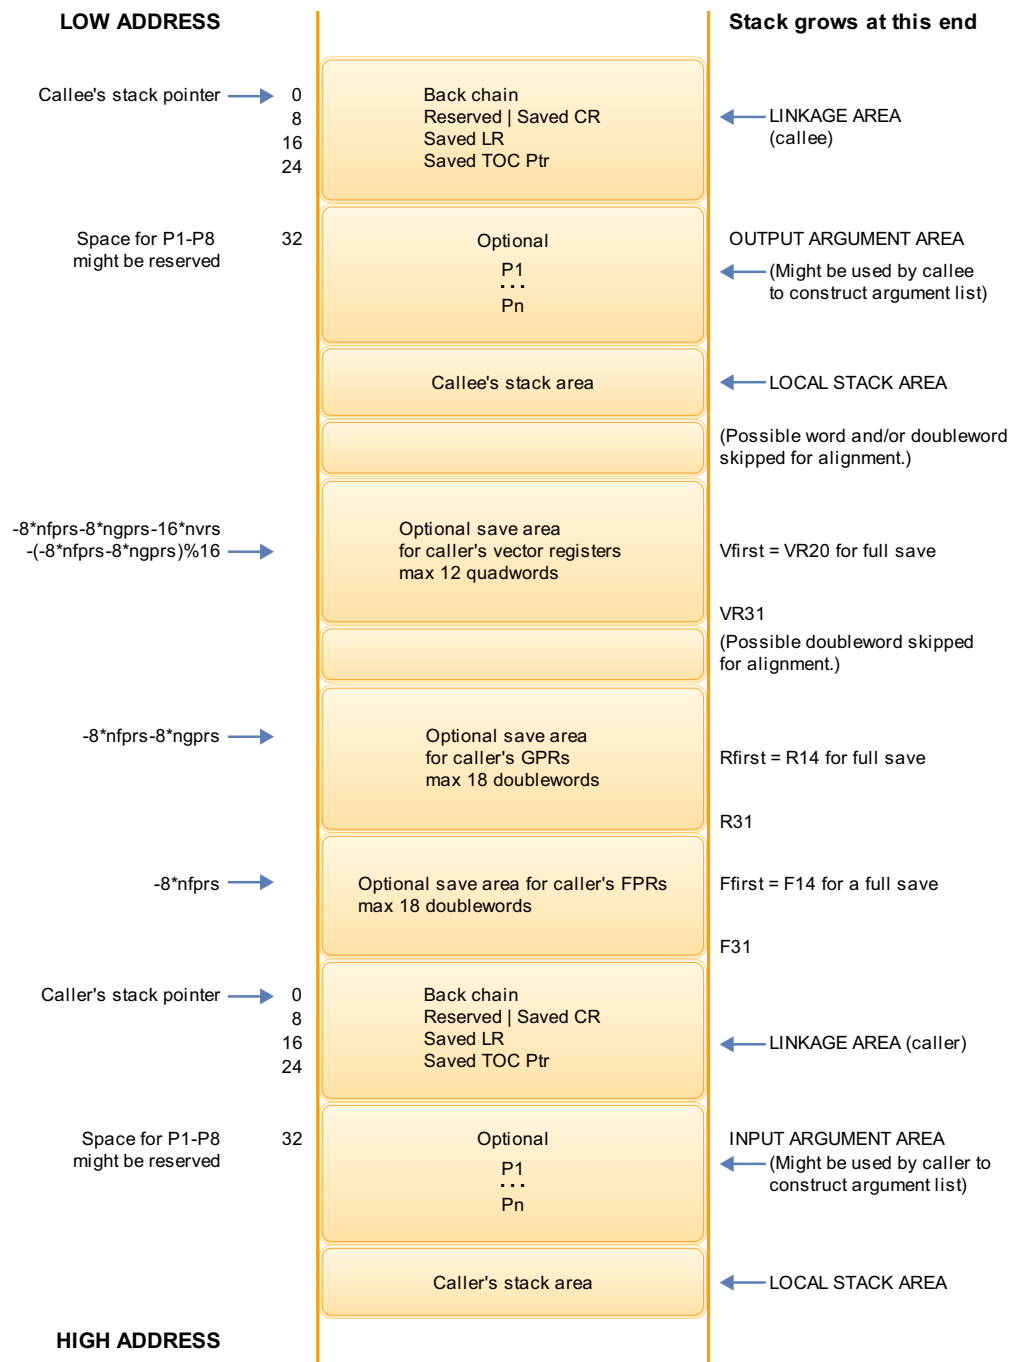 LOW ADDRESS
Stack grows at this end
Callee's stack pointer
0
Back chain
8
Reserved | Saved CR
LINKAGE AREA
(callee)
16
Saved LR
24
Saved TOC Ptr
Space for P1-P8
might be reserved
32
Optional
P1
...
Pn
OUTPUT ARGUMENT AREA
(Might be used by callee
to construct argument list)
Callee's stack area
LOCAL STACK AREA
(Possible word and/or doubleword
skipped for alignment.)
-8*nfprs-8*ngprs-16*nvrs
-(-8*nfprs-8*ngprs)%16
Optional save area
for caller's vector registers
max 12 quadwords
Vfirst = VR20 for full save
VR31
(Possible doubleword skipped
for alignment.)
-8*nfprs-8*ngprs
Optional save area
for caller's GPRs
max 18 doublewords
Rfirst = R14 for full save
R31
-8*nfprs
Optional save area for caller's FPRs
max 18 doublewords
Ffirst = F14 for a full save
F31
Caller's stack pointer
0
Back chain
8
Reserved | Saved CR
16
Saved LR
LINKAGE AREA (caller)
24
Saved TOC Ptr
Space for P1-P8
might be reserved
32
Optional
P1
...
Pn
INPUT ARGUMENT AREA
(Might be used by caller to
construct argument list)
Caller's stack area
LOCAL STACK AREA
HIGH ADDRESS